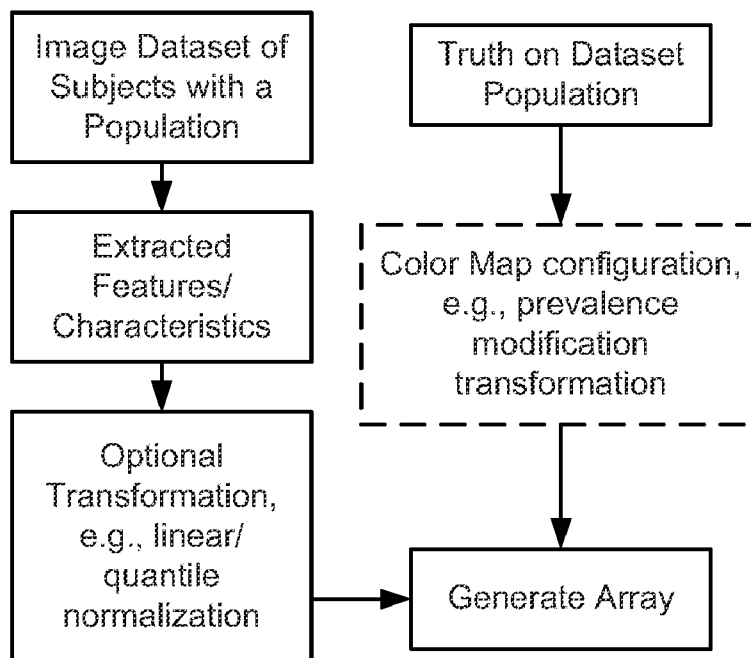 Image Dataset of
Subjects with a
Population
Truth on Dataset
Population
Extracted
Features/
Characteristics
Color Map configuration,
e.g., prevalence
modification
transformation
Optional
Transformation,
e.g., linear/
quantile
normalization
Generate Array